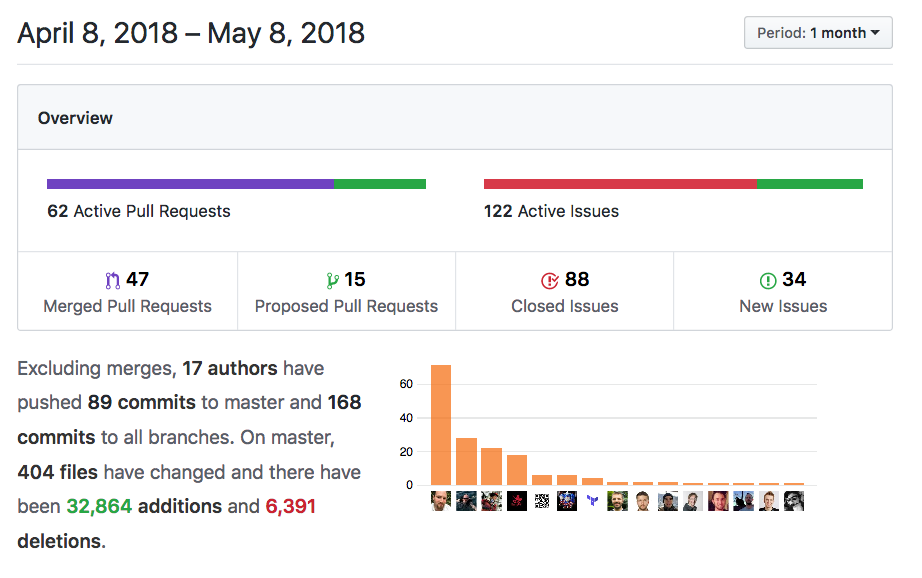 April 8, 2018 – May 8, 2018
Period: 1 month
Overview
62 Active Pull Requests
122 Active Issues
47
Merged Pull Requests
15
Proposed Pull Requests
88
Closed Issues
34
New Issues
Excluding merges, 17 authors have
pushed 89 commits to master and 168
commits to all branches. On master,
404 files have changed and there have
been 32,864 additions and 6,391
deletions.
60
40
20
0